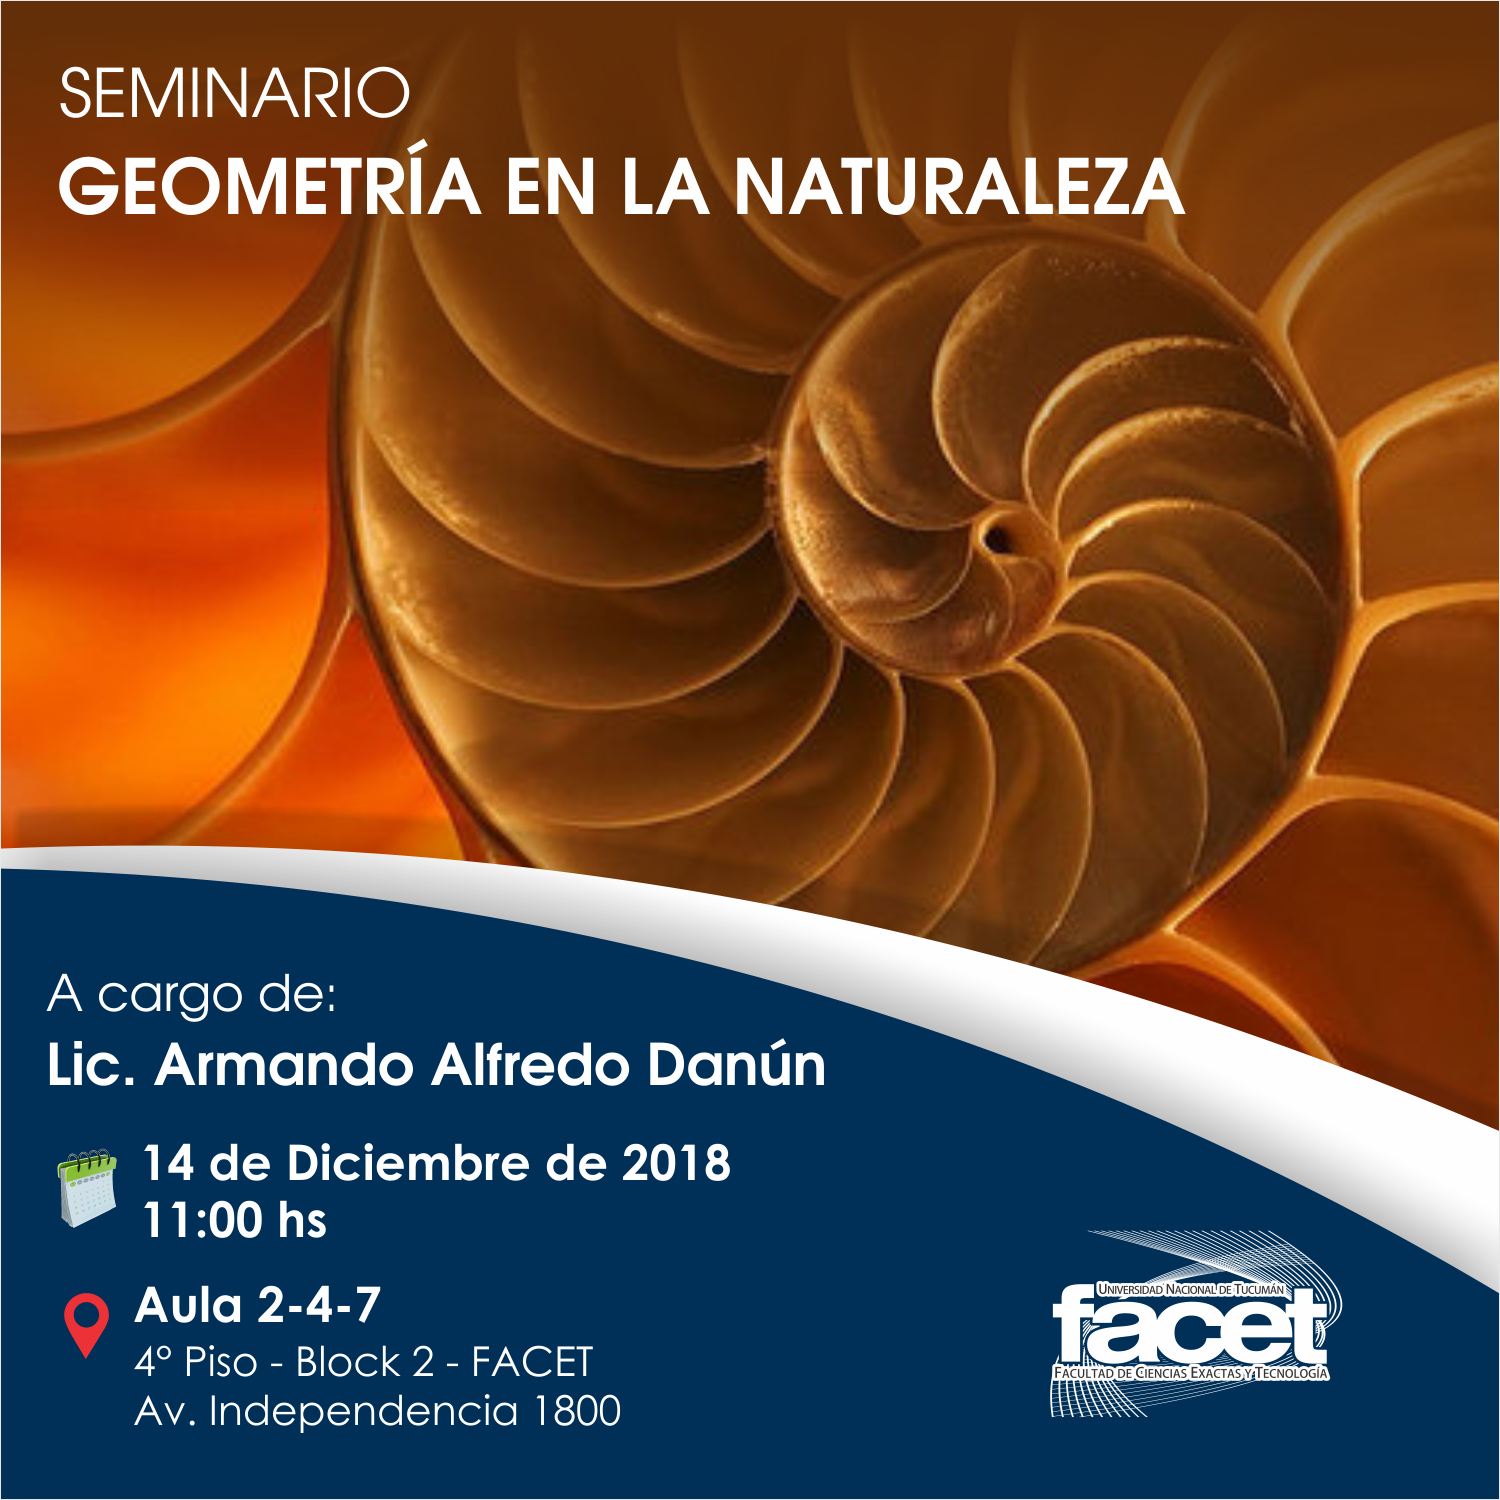 SEMINARIO
GEOMETRÍA EN LA NATURALEZA
A cargo de:
Lic. Armando Alfredo Danún
14 de Diciembre de 2018
11:00 hs
Aula 2-4-7
4° Piso - Block 2 - FACET
Av. Independencia 1800
UNIVERSIDAD NACIONAL DE TUCUMÁN
facet
FACULTAD DE CIENCIAS EXACTAS Y TECNOLOGÍA